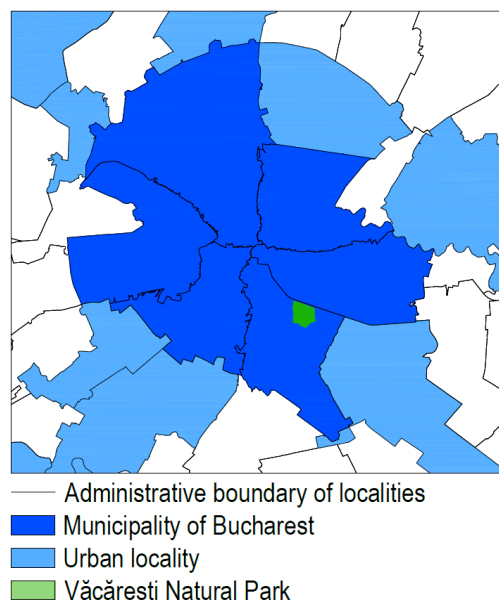 Administrative boundary of localities
Municipality of Bucharest
Urban locality
Văcărești Natural Park